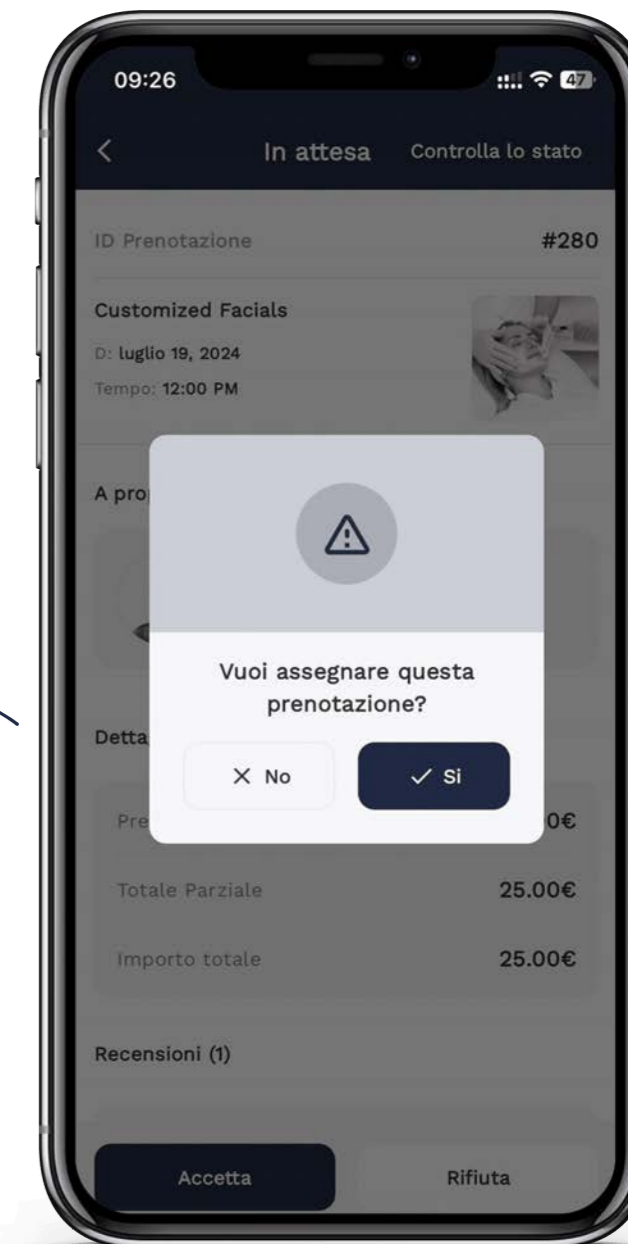 09:26
47
In attesa Controlla lo stato
ID Prenotazione #280
Customized Facials
D: luglio 19, 2024
Tempo: 12:00 PM
A pro
Vuoi assegnare questa
prenotazione?
Detta
No Si
Pre 0€
Totale Parziale 25.00€
Importo totale 25.00€
Recensioni (1)
Accetta Rifiuta